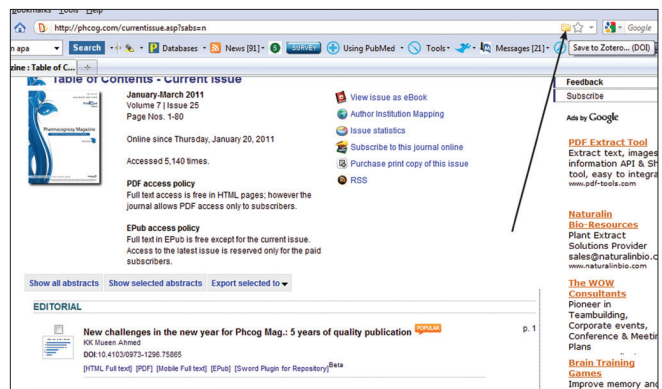 Bookmarks Tools Help
http://phcog.com/currentissue.asp?sabs=n
Google
n apa
Search
Databases
News [91]
6
SURVEY
Using PubMed
Tools
Messages [21]
Save to Zotero... (DOI)
zine : Table of C...
Table of Contents - Current issue
January-March 2011
Volume 7 | Issue 25
Page Nos. 1-80
Online since Thursday, January 20, 2011
Accessed 5,140 times.
PDF access policy
Full text access is free in HTML pages; however the
journal allows PDF access only to subscribers.
EPub access policy
Full text in EPub is free except for the current issue.
Access to the latest issue is reserved only for the paid
subscribers.
Pharmacognosy Magazine
View issue as eBook
Author Institution Mapping
Issue statistics
Subscribe to this journal online
Purchase print copy of this issue
RSS
Feedback
Subscribe
Ads by Google
PDF Extract Tool
Extract text, images
information API & Sh
tool, easy to integra
www.pdf-tools.com
Naturalin
Bio-Resources
Plant Extract
Solutions Provider
sales@naturalinbio.c
www.naturalinbio.com
The WOW
Consultants
Pioneer in
Teambuilding,
Corporate events,
Conference & Meetin
Plans
Brain Training
Games
Improve memory and
Show all abstracts Show selected abstracts Export selected to
EDITORIAL
New challenges in the new year for Phcog Mag.: 5 years of quality publication POPULAR p. 1
KK Mueen Ahmed
DOI:10.4103/0973-1296.75865
[HTML Full text] [PDF] [Mobile Full text] [EPub] [Sword Plugin for Repository]Beta